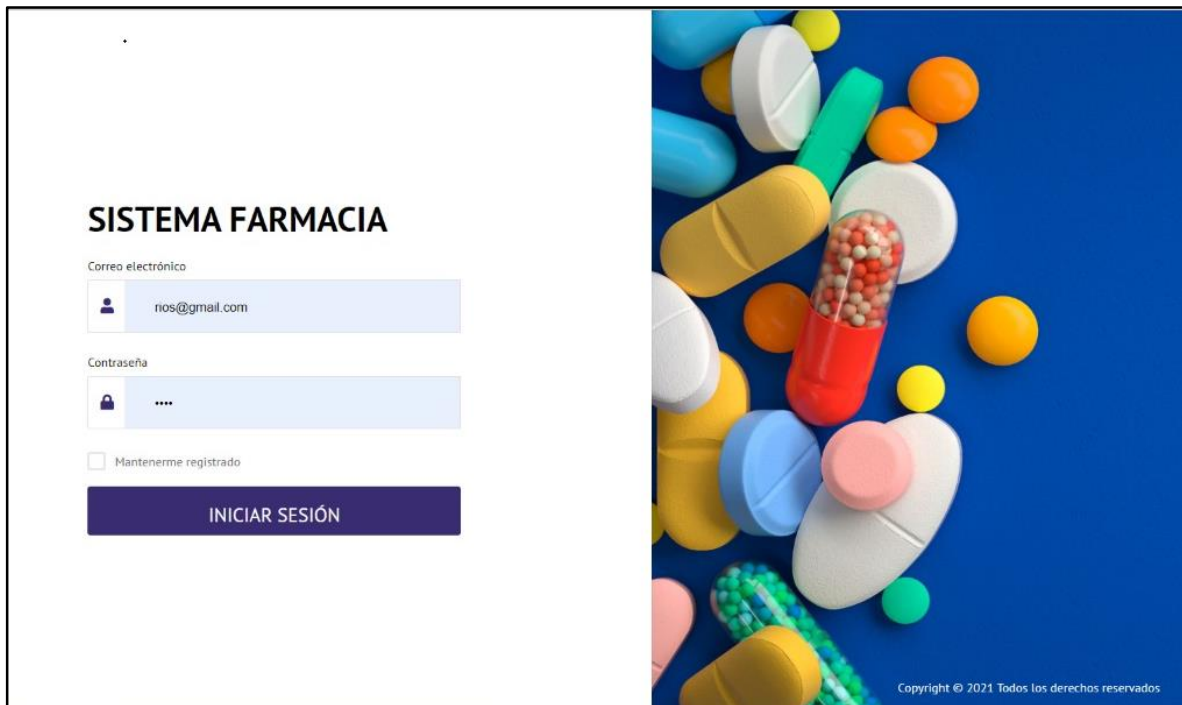 SISTEMA FARMACIA
Correo electrónico
rios@gmail.com
Contraseña
••••
Mantenerme registrado
INICIAR SESIÓN
Copyright © 2021 Todos los derechos reservados